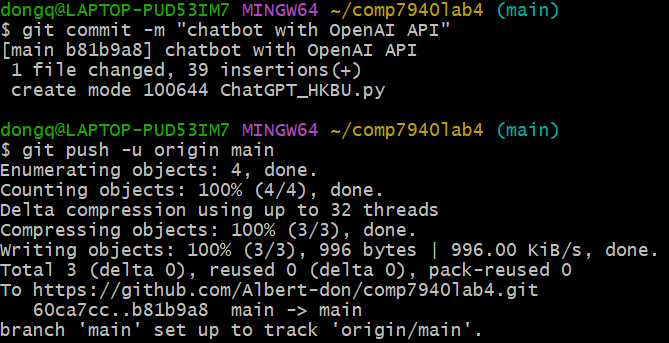 dongq@LAPTOP-PUD53IM7 MINGW64 ~/comp7940lab4 (main)
$ git commit -m "chatbot with OpenAI API"
[main b81b9a8] chatbot with OpenAI API
 1 file changed, 39 insertions(+)
 create mode 100644 ChatGPT_HKBU.py

dongq@LAPTOP-PUD53IM7 MINGW64 ~/comp7940lab4 (main)
$ git push -u origin main
Enumerating objects: 4, done.
Counting objects: 100% (4/4), done.
Delta compression using up to 32 threads
Compressing objects: 100% (3/3), done.
Writing objects: 100% (3/3), 996 bytes | 996.00 KiB/s, done.
Total 3 (delta 0), reused 0 (delta 0), pack-reused 0
To https://github.com/Albert-don/comp7940lab4.git
   60ca7cc..b81b9a8  main -> main
branch 'main' set up to track 'origin/main'.